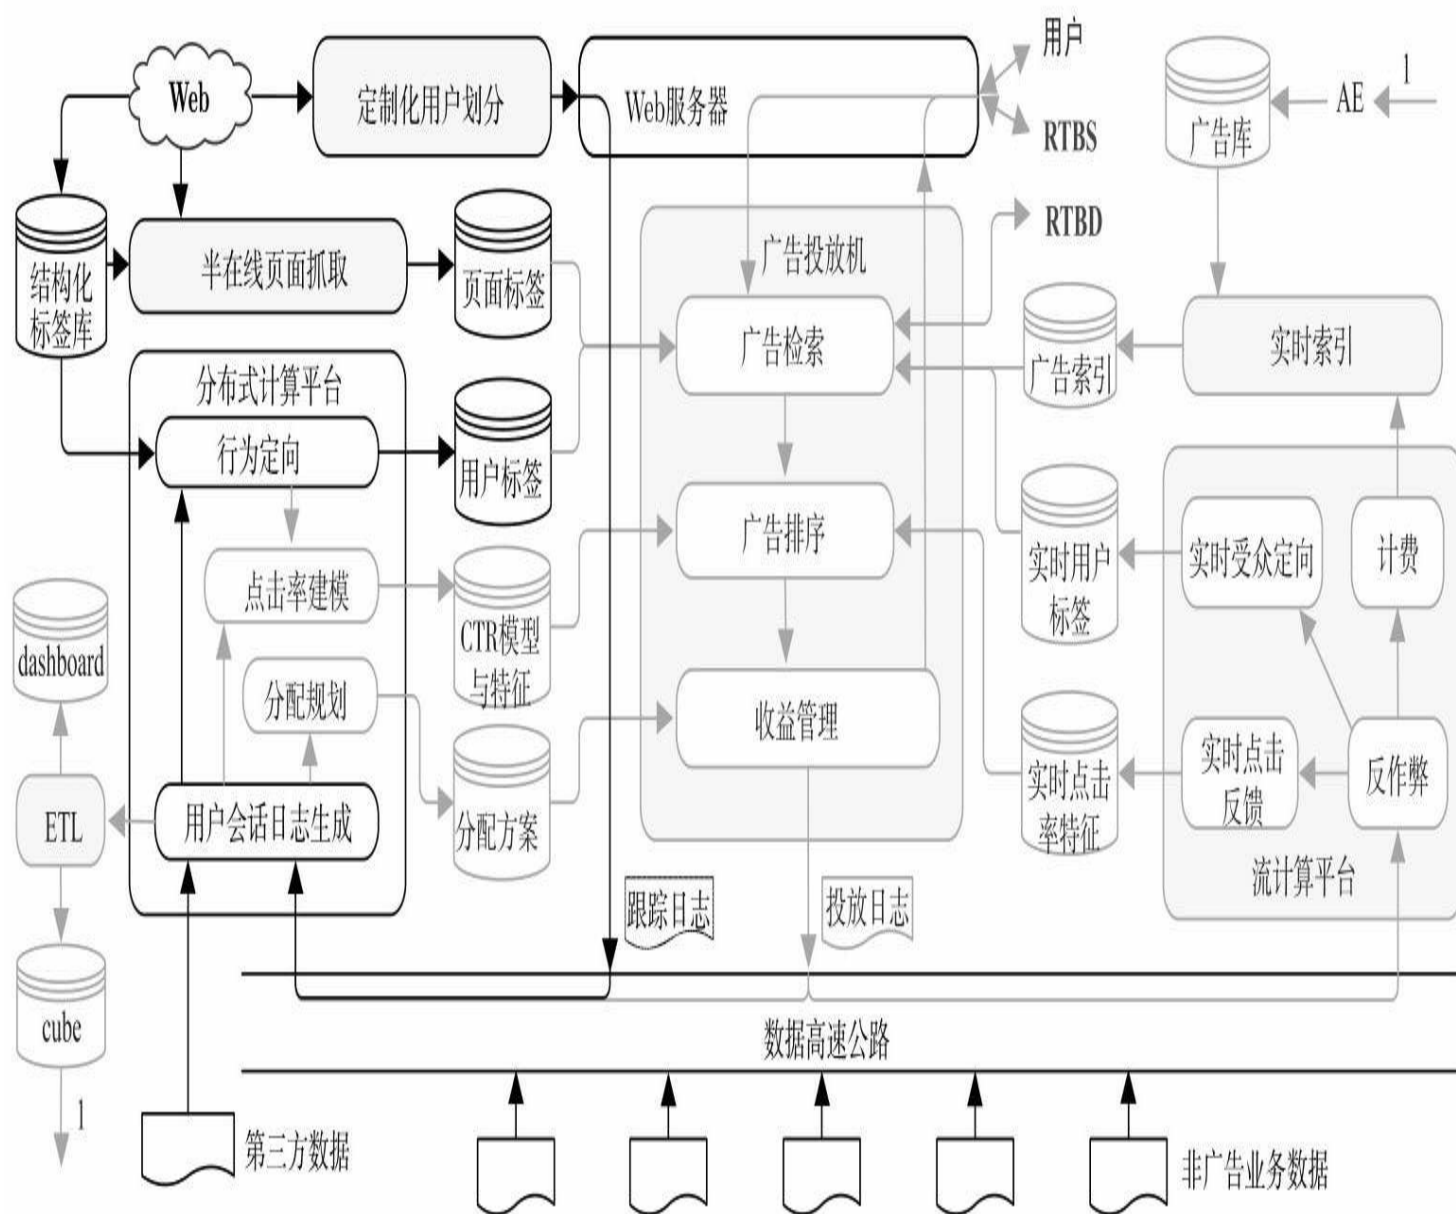 Web
定制化用户划分
Web服务器
用户
RTBS
RTBD
广告库
AE
1
结构化
标签库
半在线页面抓取
页面标签
广告投放机
广告检索
广告索引
实时索引
分布式计算平台
行为定向
用户标签
广告排序
实时用户
标签
实时受众定向
计费
点击率建模
CTR模型
与特征
dashboard
分配规划
收益管理
实时点击
率特征
实时点击
反馈
反作弊
ETL
用户会话日志生成
分配方案
流计算平台
跟踪日志
投放日志
cube
数据高速公路
1
第三方数据
非广告业务数据